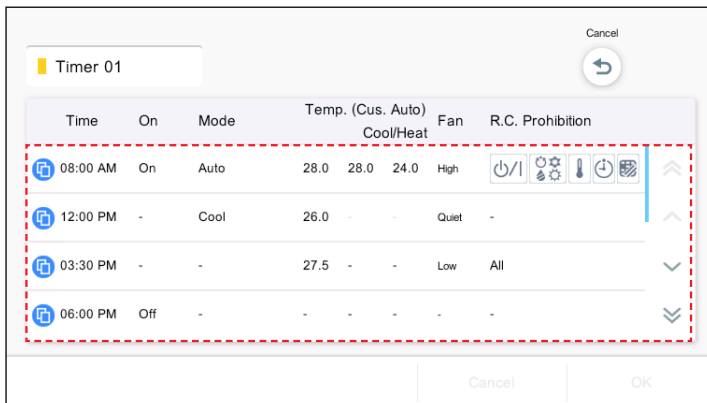 Cancel
Timer 01
Time On Mode Temp. (Cus. Auto) Cool/Heat Fan R.C. Prohibition
08:00 AM On Auto 28.0 28.0 24.0 High
12:00 PM - Cool 26.0 - - Quiet -
03:30 PM - - 27.5 - - Low All
06:00 PM Off - - - - - -
Cancel OK